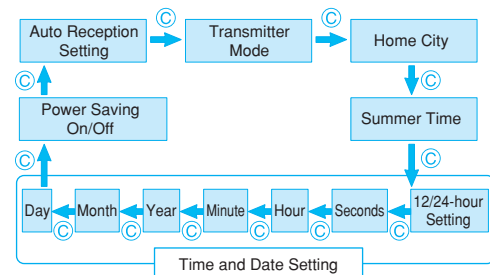 Auto Reception
Setting
Ⓒ
Transmitter
Mode
Ⓒ
Home City
Ⓒ
Ⓒ
Power Saving
On/Off
Summer Time
Ⓒ
Ⓒ
Day
Month
Year
Minute
Hour
Seconds
12/24-hour
Setting
Ⓒ
Ⓒ
Ⓒ
Ⓒ
Ⓒ
Ⓒ
Time and Date Setting